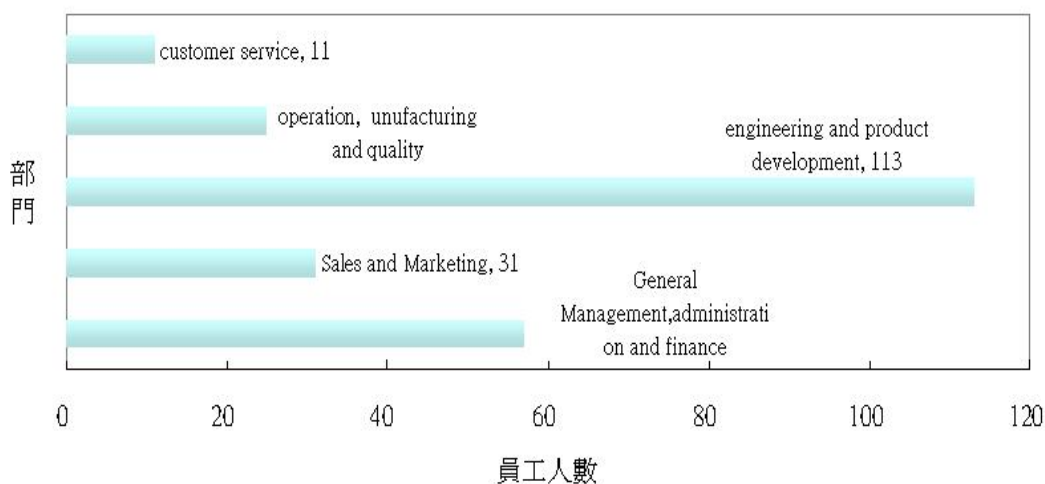 customer service, 11
operation, unufacturing
and quality
engineering and product
development, 113
部
門
Sales and Marketing, 31
General
Management,administrati
on and finance
0 20 40 60 80 100 120
員工人數